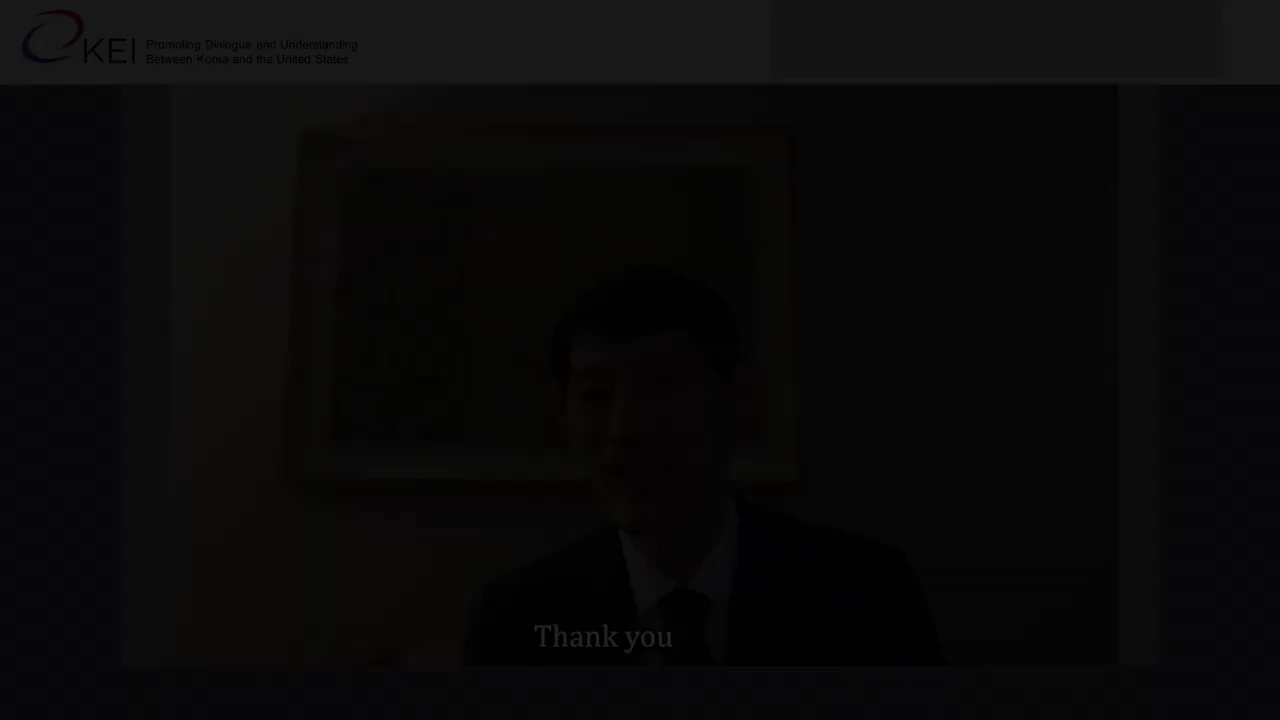 KEI
Promoting Dialogue and Understanding
Between Korea and the United States
Thank you